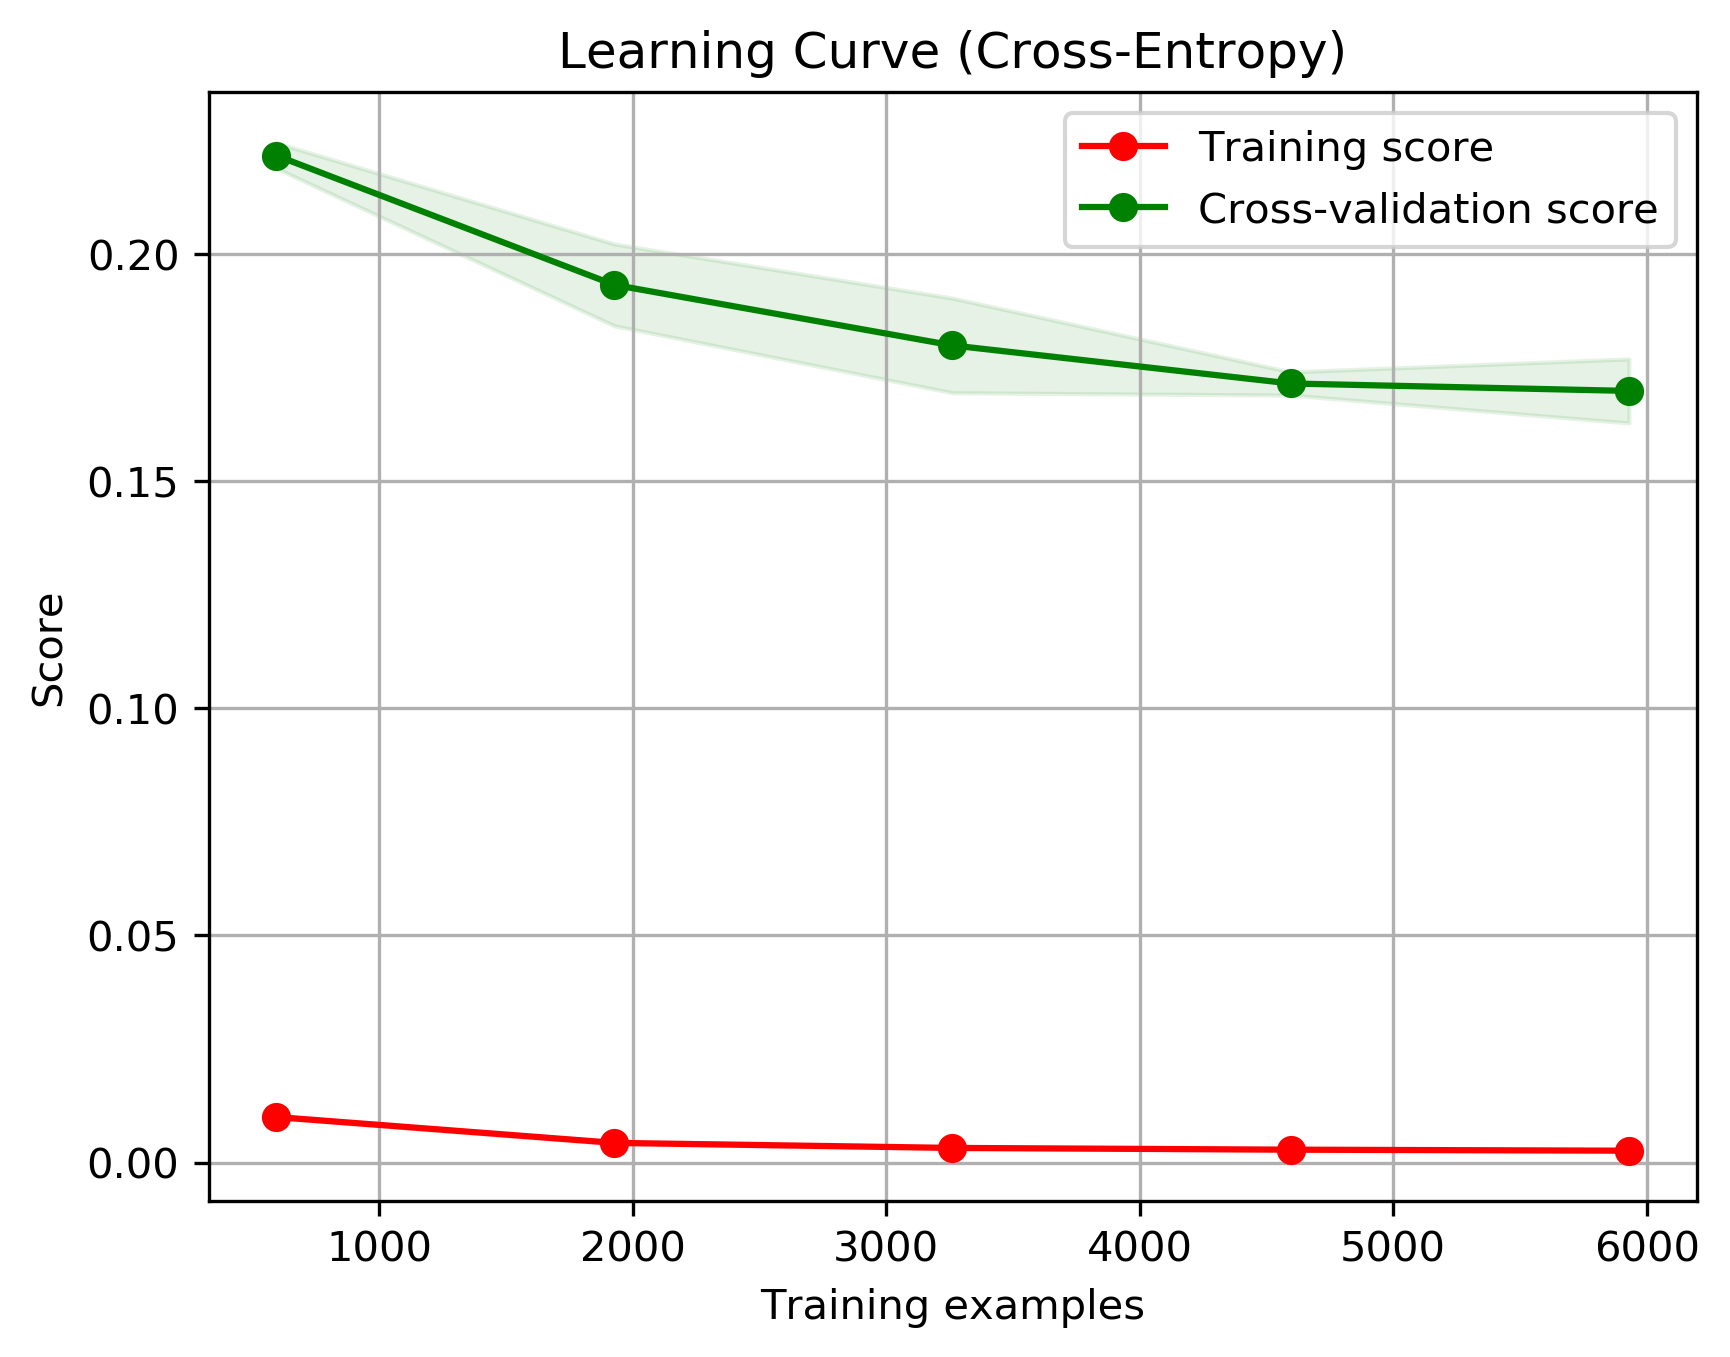 Learning Curve (Cross-Entropy)
Training score
Cross-validation score
0.20
0.15
0.10
0.05
0.00
Score
1000 2000 3000 4000 5000 6000
Training examples